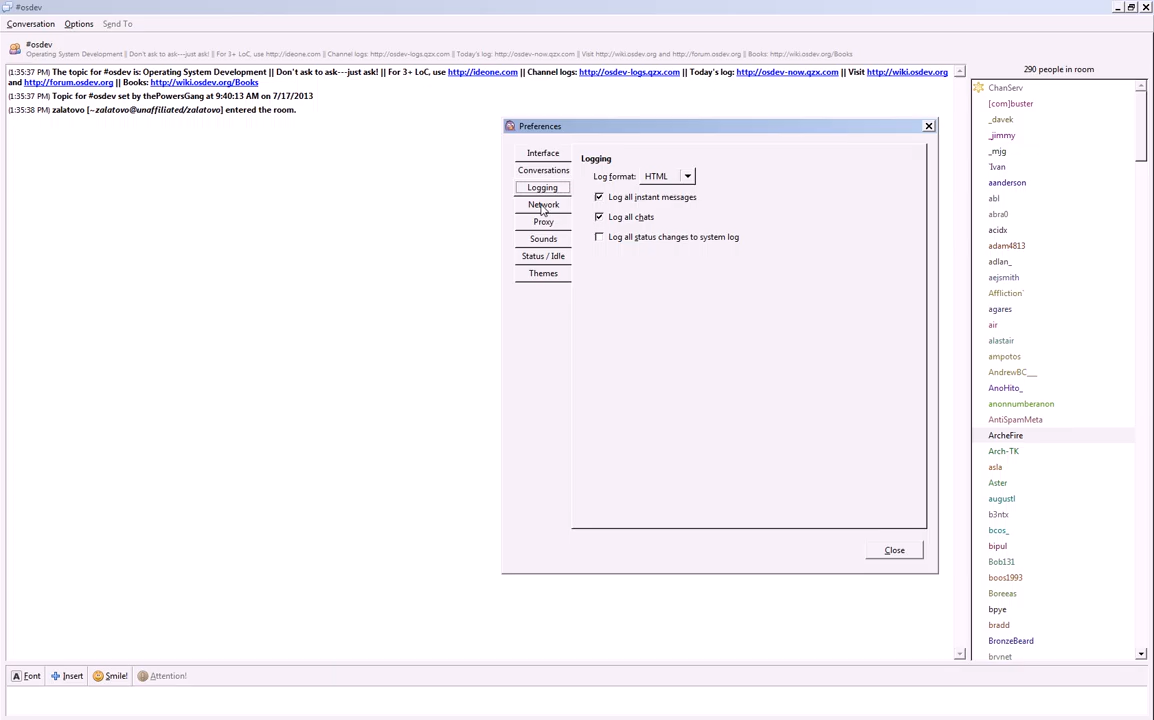 #osdev
Conversation Options Send To
#osdev
Operating System Development || Don't ask to ask---just ask! || For 3+ LoC, use http://ideone.com || Channel logs: http://osdev-logs.qzx.com || Today's log: http://osdev-now.qzx.com || Visit http://wiki.osdev.org and http://forum.osdev.org || Books: http://wiki.osdev.org/Books
(1:35:37 PM) The topic for #osdev is: Operating System Development || Don't ask to ask---just ask! || For 3+ LoC, use http://ideone.com || Channel logs: http://osdev-logs.qzx.com || Today's log: http://osdev-now.qzx.com || Visit http://wiki.osdev.org
and http://forum.osdev.org || Books: http://wiki.osdev.org/Books
(1:35:37 PM) Topic for #osdev set by thePowersGang at 9:40:13 AM on 7/17/2013
(1:35:38 PM) zalatovo [~zalatovo@unaffiliated/zalatovo] entered the room.
Preferences
Interface
Conversations
Logging
Network
Proxy
Sounds
Status / Idle
Themes
Logging
Log format: HTML
Log all instant messages
Log all chats
Log all status changes to system log
Close
290 people in room
ChanServ
[com]buster
_davek
_jimmy
_mjg
`Ivan
aanderson
abl
abra0
acidx
adam4813
adlan_
aejsmith
Affliction`
agares
air
alastair
ampotos
AndrewBC___
AnoHito_
anonnumberanon
AntiSpamMeta
ArcheFire
Arch-TK
asla
Aster
augustl
b3ntx
bcos_
bipul
Bob131
boos1993
Boreeas
bpye
bradd
BronzeBeard
brynet
Font Insert Smile! Attention!